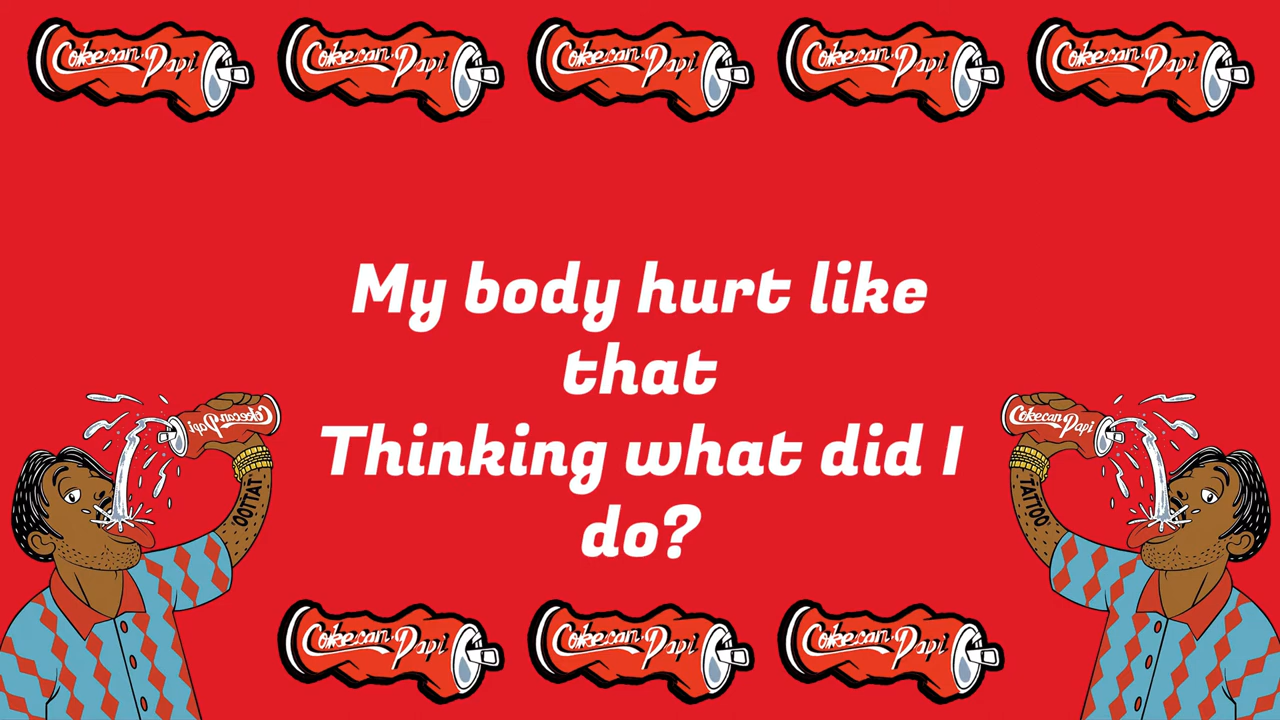 Cokecan Papi Cokecan Papi Cokecan Papi Cokecan Papi Cokecan Papi
My body hurt like
that
Thinking what did I
do?
Cokecan Papi
Cokecan Papi
TATTOO
TATTOO
Cokecan Papi Cokecan Papi Cokecan Papi